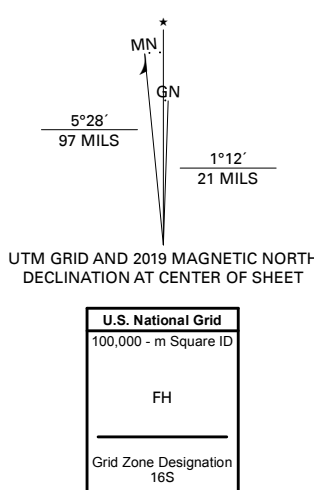 ★
MN
GN
5°28´
97 MILS
1°12´
21 MILS
UTM GRID AND 2019 MAGNETIC NORTH
DECLINATION AT CENTER OF SHEET
U.S. National Grid
100,000 - m Square ID
FH
Grid Zone Designation
16S